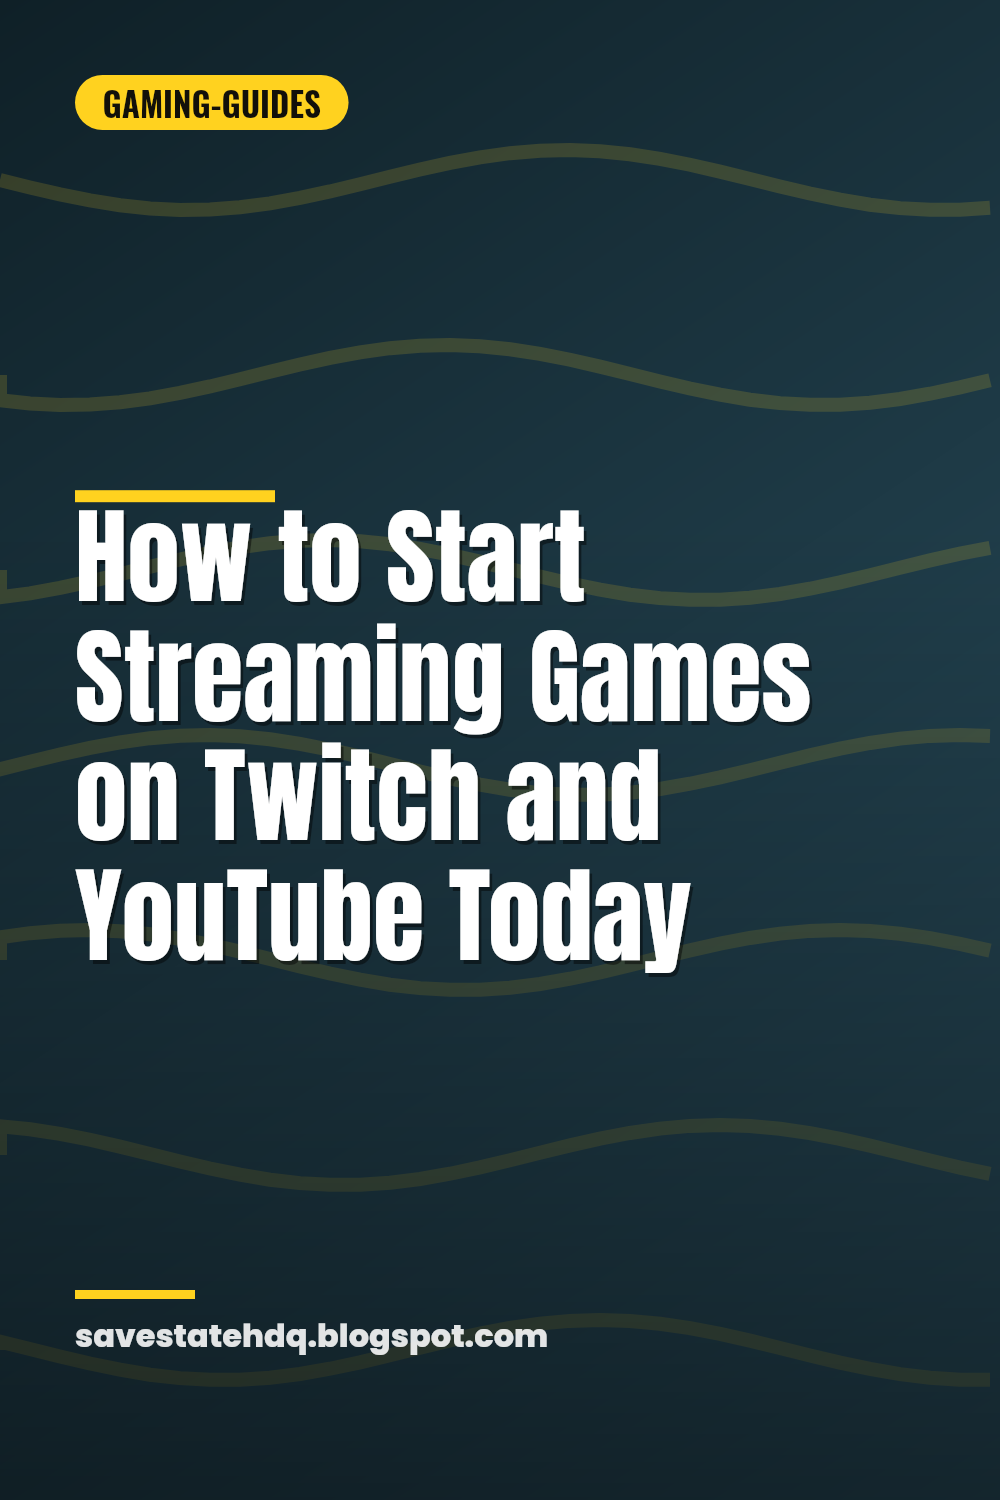 GAMING-GUIDES
How to Start
Streaming Games
on Twitch and
YouTube Today
savestatehdq.blogspot.com